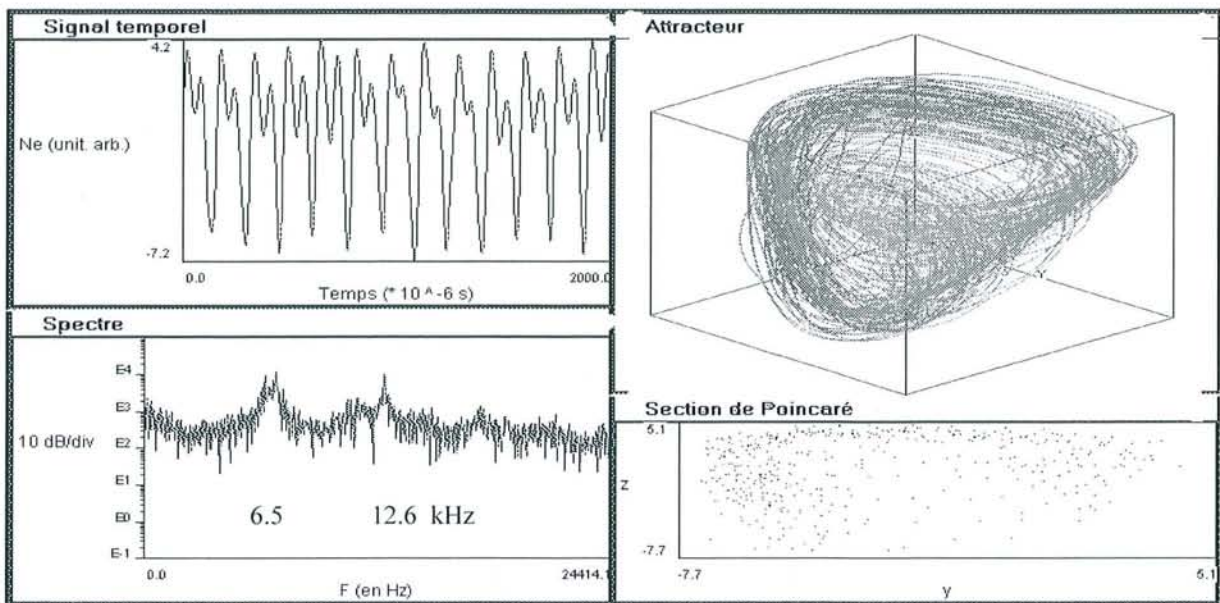 Signal temporel
4.2
Ne (unit. arb.)
-7.2
0.0
2000.0
Temps (* 10 ^ -6 s)
Attracteur
Y
Spectre
E4
E3
10 dB/div
E2
E1
E0
E-1
6.5
12.6 kHz
0.0
24414.1
F (en Hz)
Section de Poincaré
5.1
z
-7.7
-7.7
5.1
y